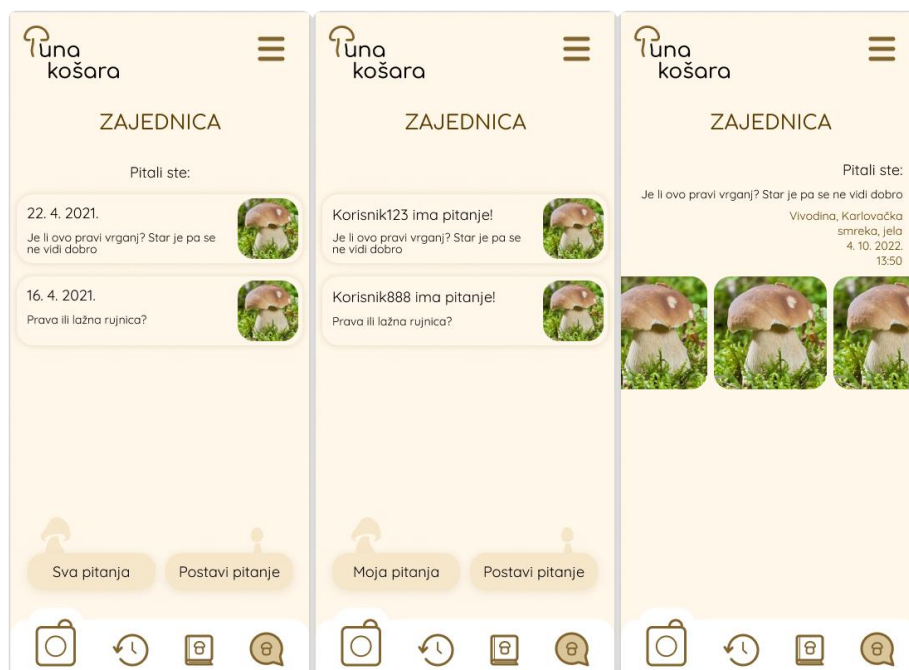 Puna
košara
ZAJEDNICA
Pitali ste:
22. 4. 2021.
Je li ovo pravi vrganj? Star je pa se
ne vidi dobro
16. 4. 2021.
Prava ili lažna rujnica?
Sva pitanja
Postavi pitanje
Puna
košara
ZAJEDNICA
Korisnik123 ima pitanje!
Je li ovo pravi vrganj? Star je pa se
ne vidi dobro
Korisnik888 ima pitanje!
Prava ili lažna rujnica?
Moja pitanja
Postavi pitanje
Puna
košara
ZAJEDNICA
Pitali ste:
Je li ovo pravi vrganj? Star je pa se ne vidi dobro
Vivodina, Karlovačka
smreka, jela
4. 10. 2022.
13:50